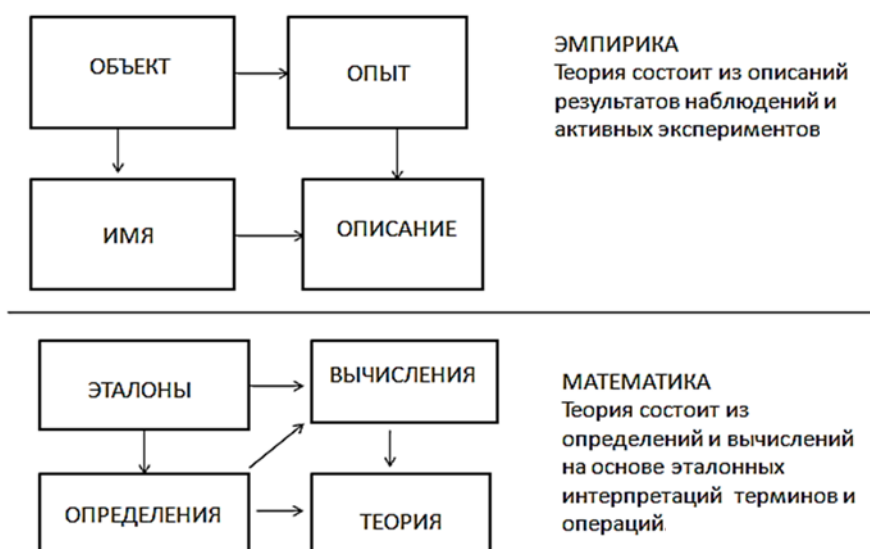 ОБЪЕКТ
ОПЫТ
ИМЯ
ОПИСАНИЕ
ЭМПИРИКА
Теория состоит из описаний
результатов наблюдений и
активных экспериментов
ЭТАЛОНЫ
ВЫЧИСЛЕНИЯ
ОПРЕДЕЛЕНИЯ
ТЕОРИЯ
МАТЕМАТИКА
Теория состоит из
определений и вычислений
на основе эталонных
интерпретаций терминов и
операций